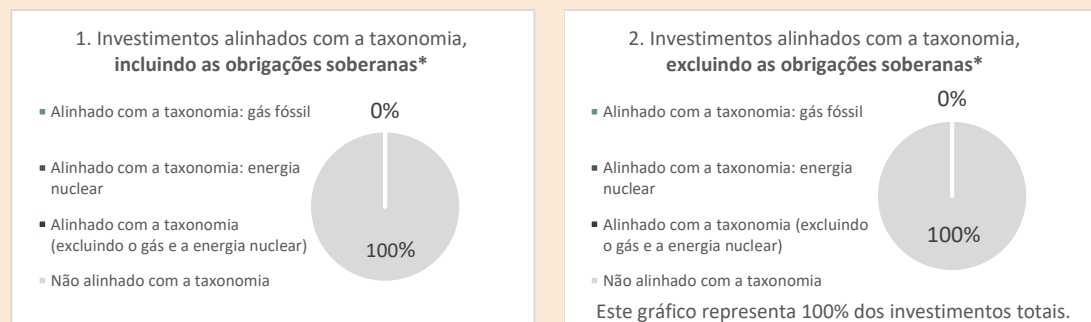 1. Investimentos alinhados com a taxonomia,
incluindo as obrigações soberanas*
Alinhado com a taxonomia: gás fóssil
Alinhado com a taxonomia: energia
nuclear
Alinhado com a taxonomia
(excluindo o gás e a energia nuclear)
Não alinhado com a taxonomia
0%
100%
2. Investimentos alinhados com a taxonomia,
excluindo as obrigações soberanas*
Alinhado com a taxonomia: gás fóssil
Alinhado com a taxonomia: energia
nuclear
Alinhado com a taxonomia (excluindo
o gás e a energia nuclear)
Não alinhado com a taxonomia
0%
100%
Este gráfico representa 100% dos investimentos totais.